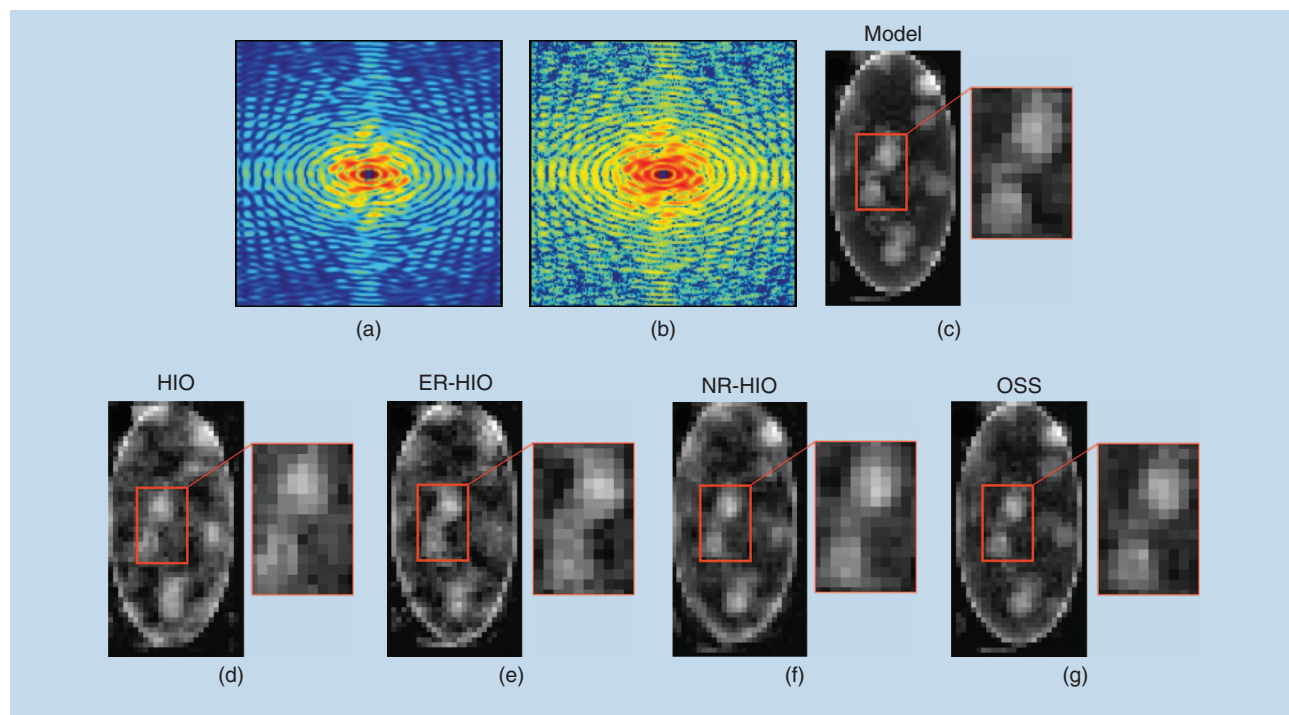 Model
(a)
(b)
(c)
HIO
ER-HIO
NR-HIO
OSS
(d)
(e)
(f)
(g)